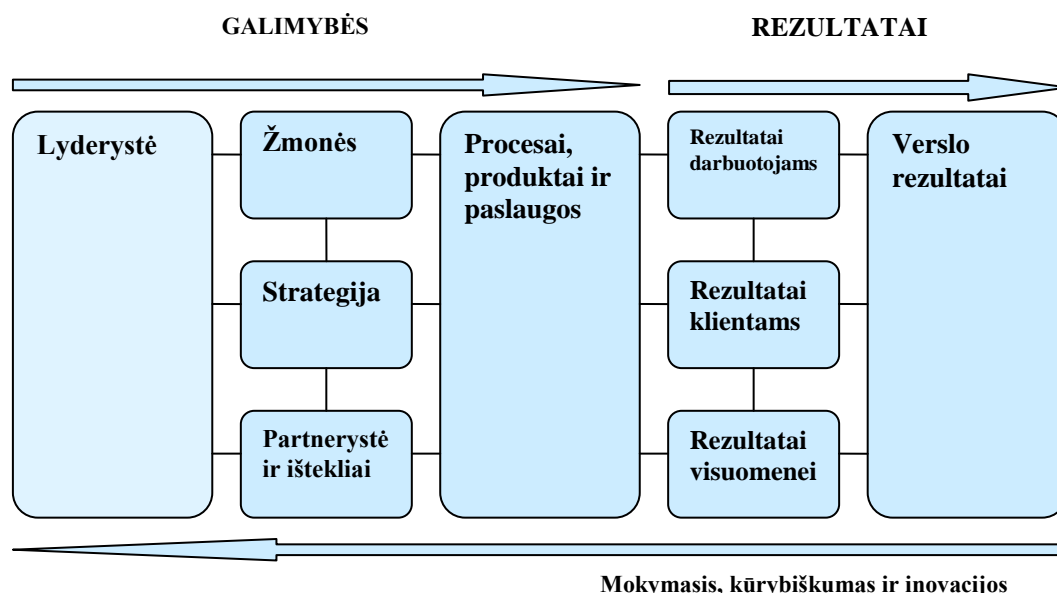 GALIMYBĖS
REZULTATAI
Lyderystė
Žmonės
Strategija
Partnerystė
ir ištekliai
Procesai,
produktai ir
paslaugos
Rezultatai
darbuotojams
Rezultatai
klientams
Rezultatai
visuomenei
Verslo
rezultatai
Mokymasis, kūrybiškumas ir inovacijos